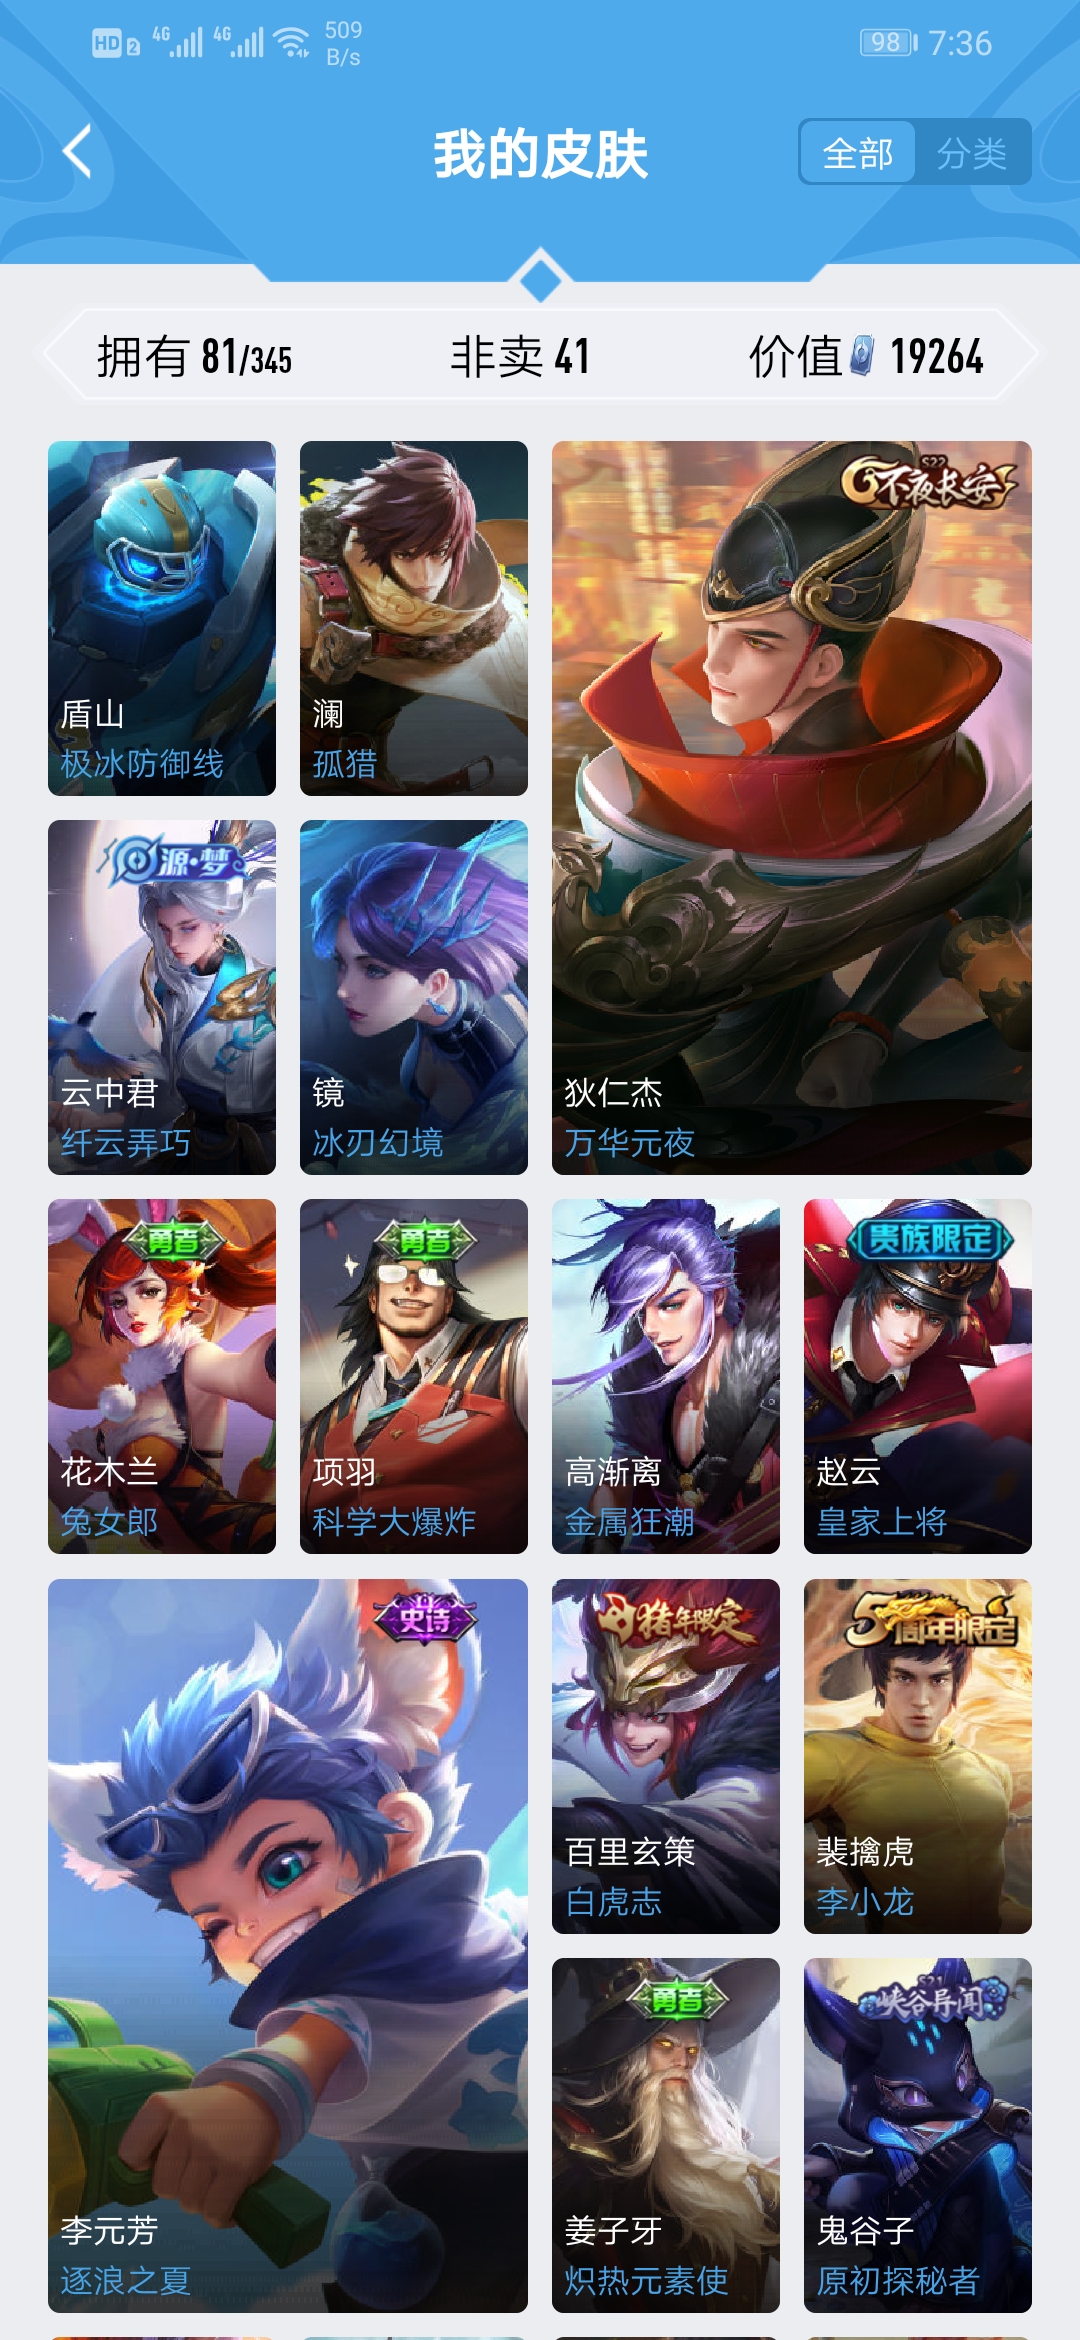 HD 2 4G 4G 509 B/s 98 7:36
我的皮肤
全部 分类
拥有 81/345 非卖 41 价值 19264
盾山
极冰防御线
澜
孤猎
S22
不夜长安
狄仁杰
万华元夜
源·梦
云中君
纤云弄巧
镜
冰刃幻境
勇者
花木兰
兔女郎
勇者
项羽
科学大爆炸
高渐离
金属狂潮
贵族限定
赵云
皇家上将
史诗
李元芳
逐浪之夏
猪年限定
百里玄策
白虎志
5周年限定
裴擒虎
李小龙
勇者
姜子牙
炽热元素使
S21
峡谷异闻
鬼谷子
原初探秘者